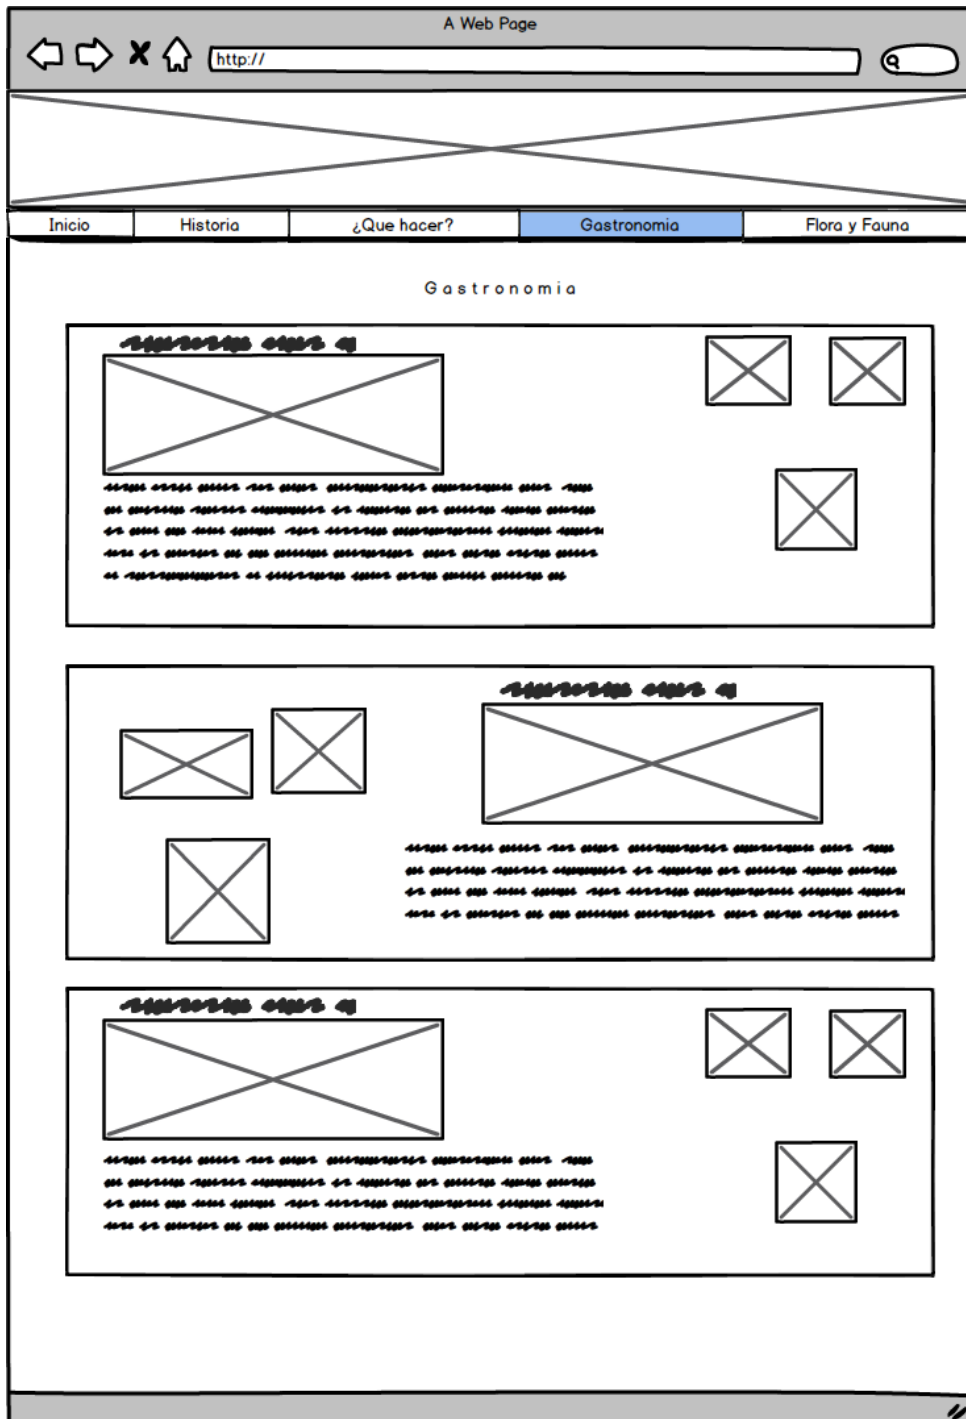 A Web Page
http://
Inicio
Historia
¿Que hacer?
Gastronomia
Flora y Fauna
Gastronomia